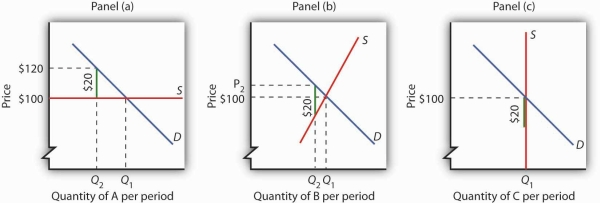 Panel (a)
Price
$120
$100
$20
S
D
Q2 Q1
Quantity of A per period
Panel (b)
Price
P2
$100
$20
S
D
Q2 Q1
Quantity of B per period
Panel (c)
Price
$100
$20
S
D
Q1
Quantity of C per period